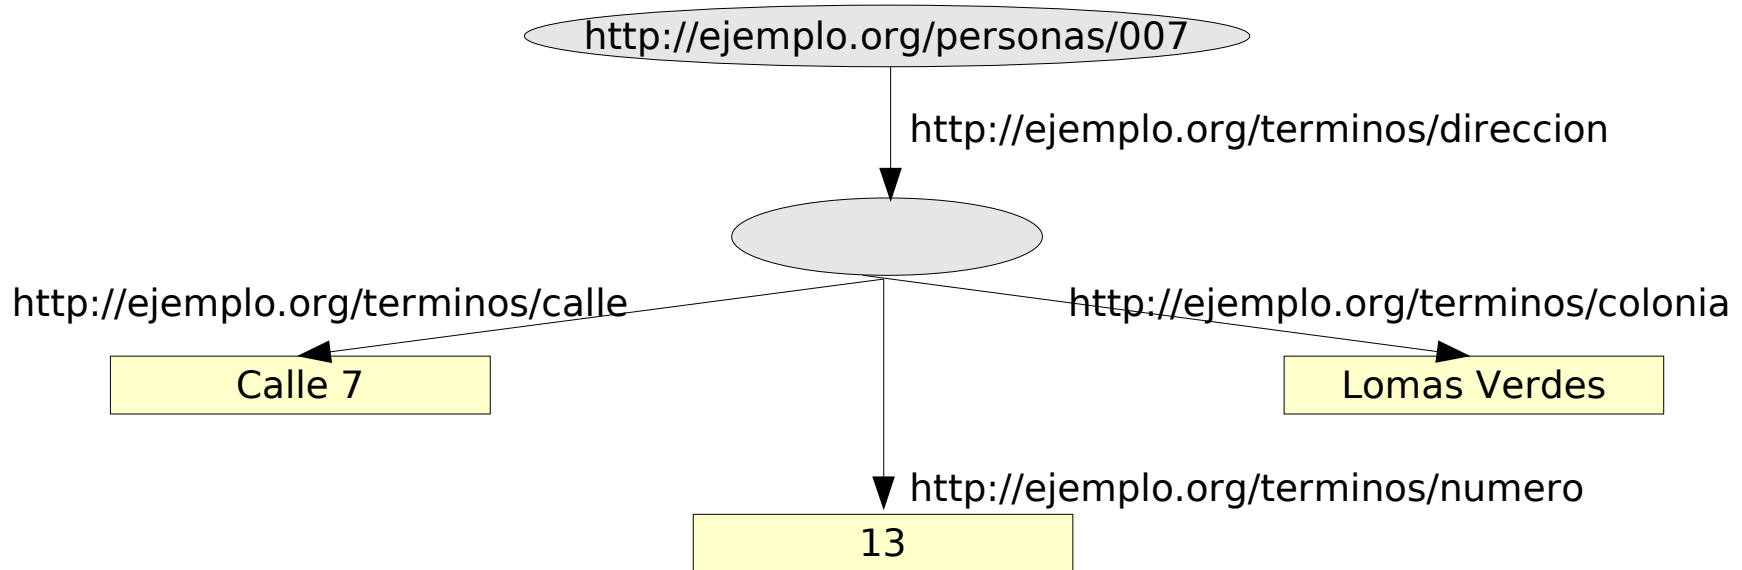 http://ejemplo.org/personas/007
http://ejemplo.org/terminos/direccion
http://ejemplo.org/terminos/calle
http://ejemplo.org/terminos/colonia
Calle 7
Lomas Verdes
http://ejemplo.org/terminos/numero
13